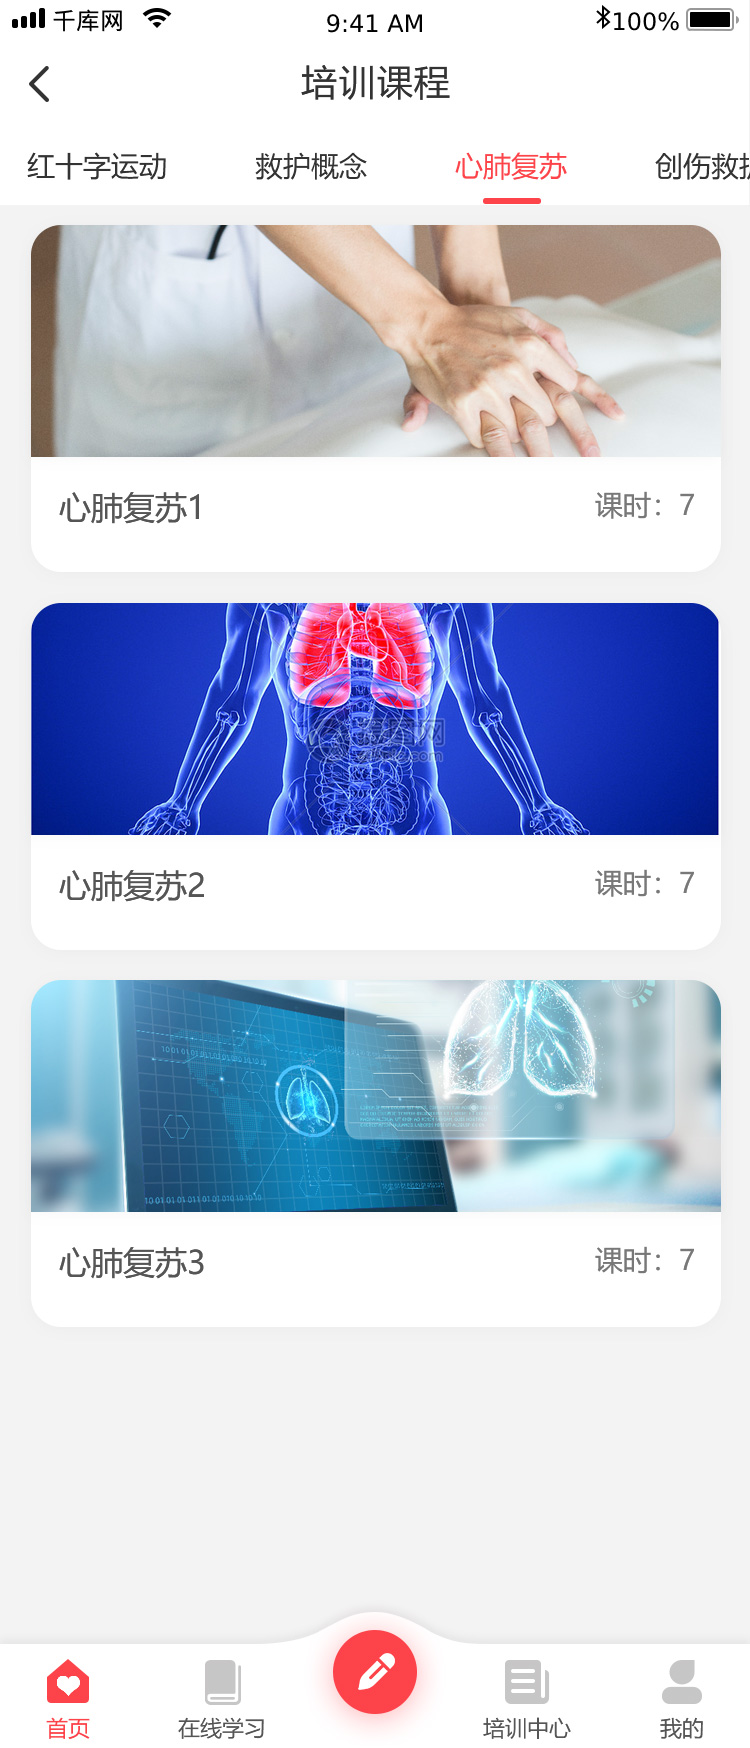 千库网
9:41 AM
100%
培训课程
红十字运动 救护概念 心肺复苏 创伤救
心肺复苏1 课时：7
心肺复苏2 课时：7
心肺复苏3 课时：7
首页 在线学习 培训中心 我的